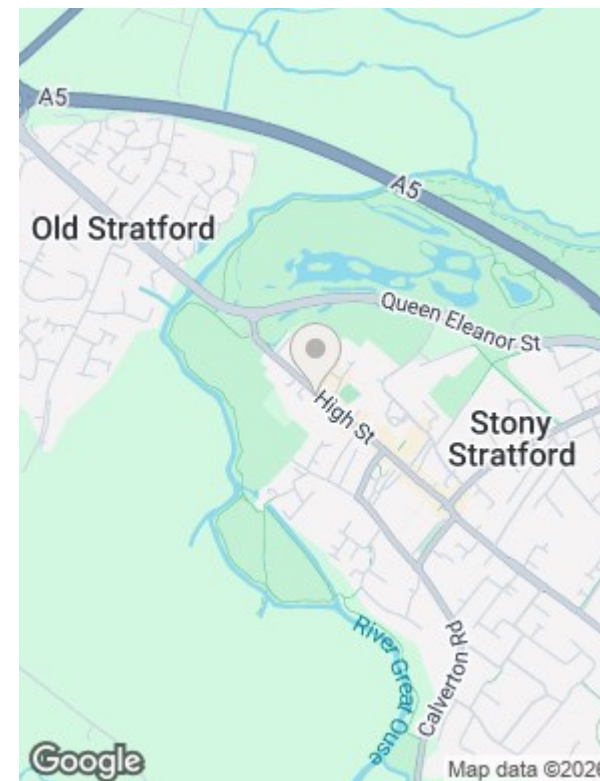 A5
A5
Old Stratford
Queen Eleanor St
High St
Stony
Stratford
River Great Ouse
Calverton Rd
Google
Map data ©2026